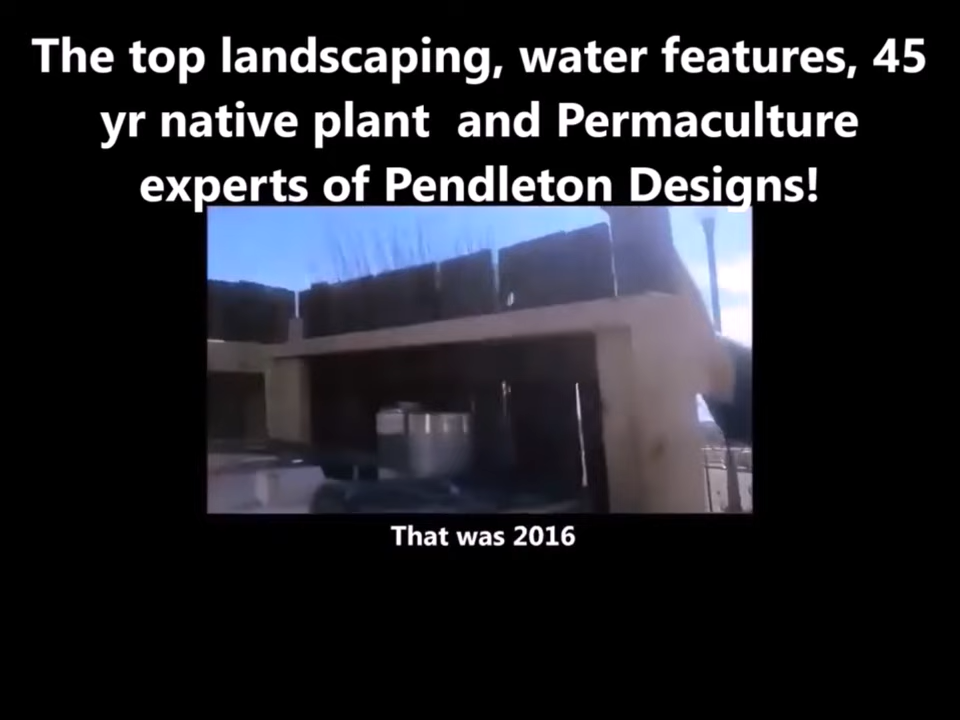 The top landscaping, water features, 45
yr native plant  and Permaculture
experts of Pendleton Designs!
That was 2016